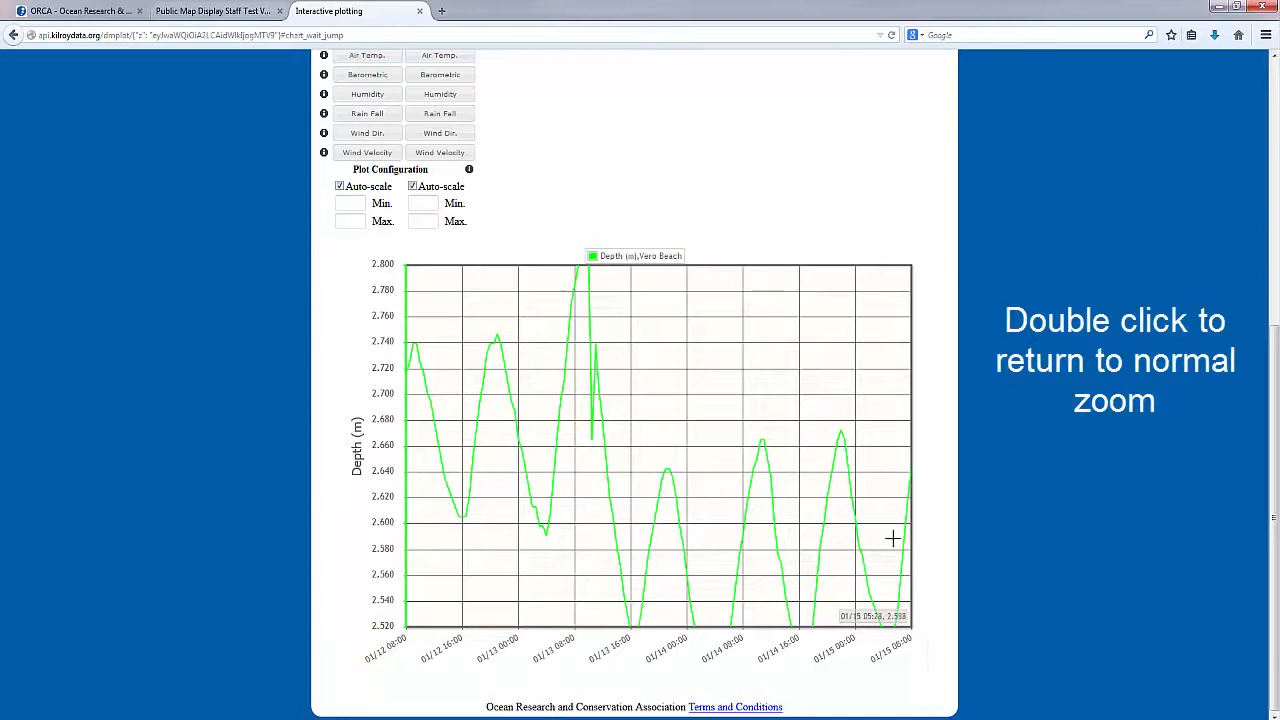 ORCA - Ocean Research & ...
Public Map Display Staff Test V...
Interactive plotting
Google
Air Temp. Air Temp.
Barometric Barometric
Humidity Humidity
Rain Fall Rain Fall
Wind Dir. Wind Dir.
Wind Velocity Wind Velocity
Plot Configuration
Auto-scale Auto-scale
Min. Min.
Max. Max.
Depth (m),Vero Beach
Depth (m)
2.800
2.780
2.760
2.740
2.720
2.700
2.680
2.660
2.640
2.620
2.600
2.580
2.560
2.540
2.520
01/12 08:00 01/12 16:00 01/13 00:00 01/13 08:00 01/13 16:00 01/14 00:00 01/14 08:00 01/14 16:00 01/15 00:00 01/15 08:00
Double click to
return to normal
zoom
Ocean Research and Conservation Association Terms and Conditions